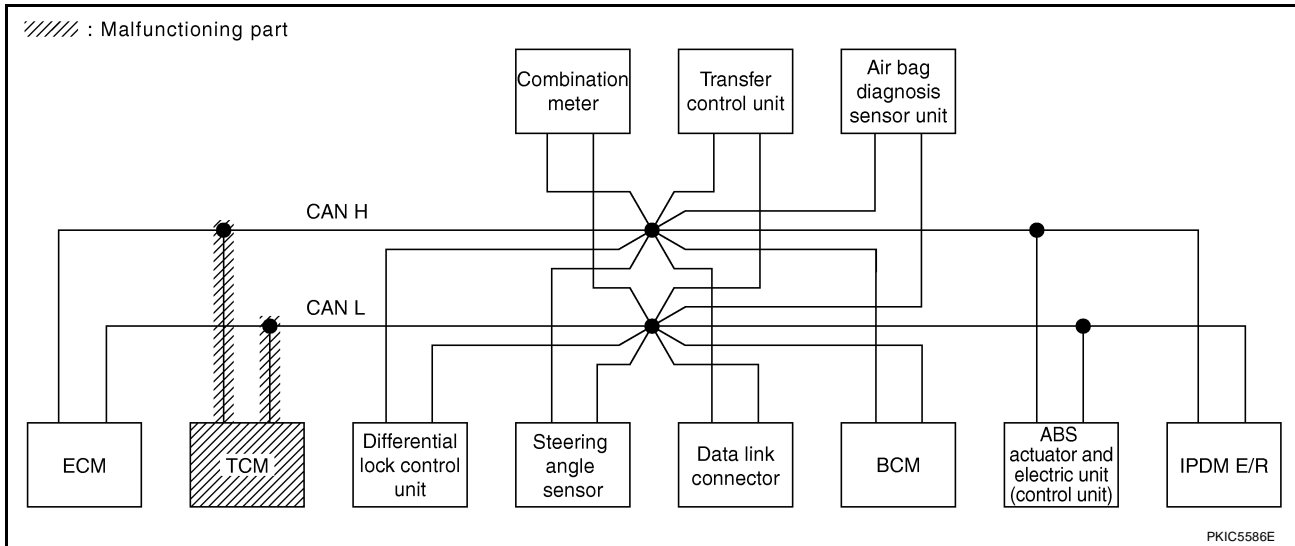 : Malfunctioning part
Combination
meter
Transfer
control unit
Air bag
diagnosis
sensor unit
CAN H
CAN L
ECM
TCM
Differential
lock control
unit
Steering
angle
sensor
Data link
connector
BCM
ABS
actuator and
electric unit
(control unit)
IPDM E/R
PKIC5586E